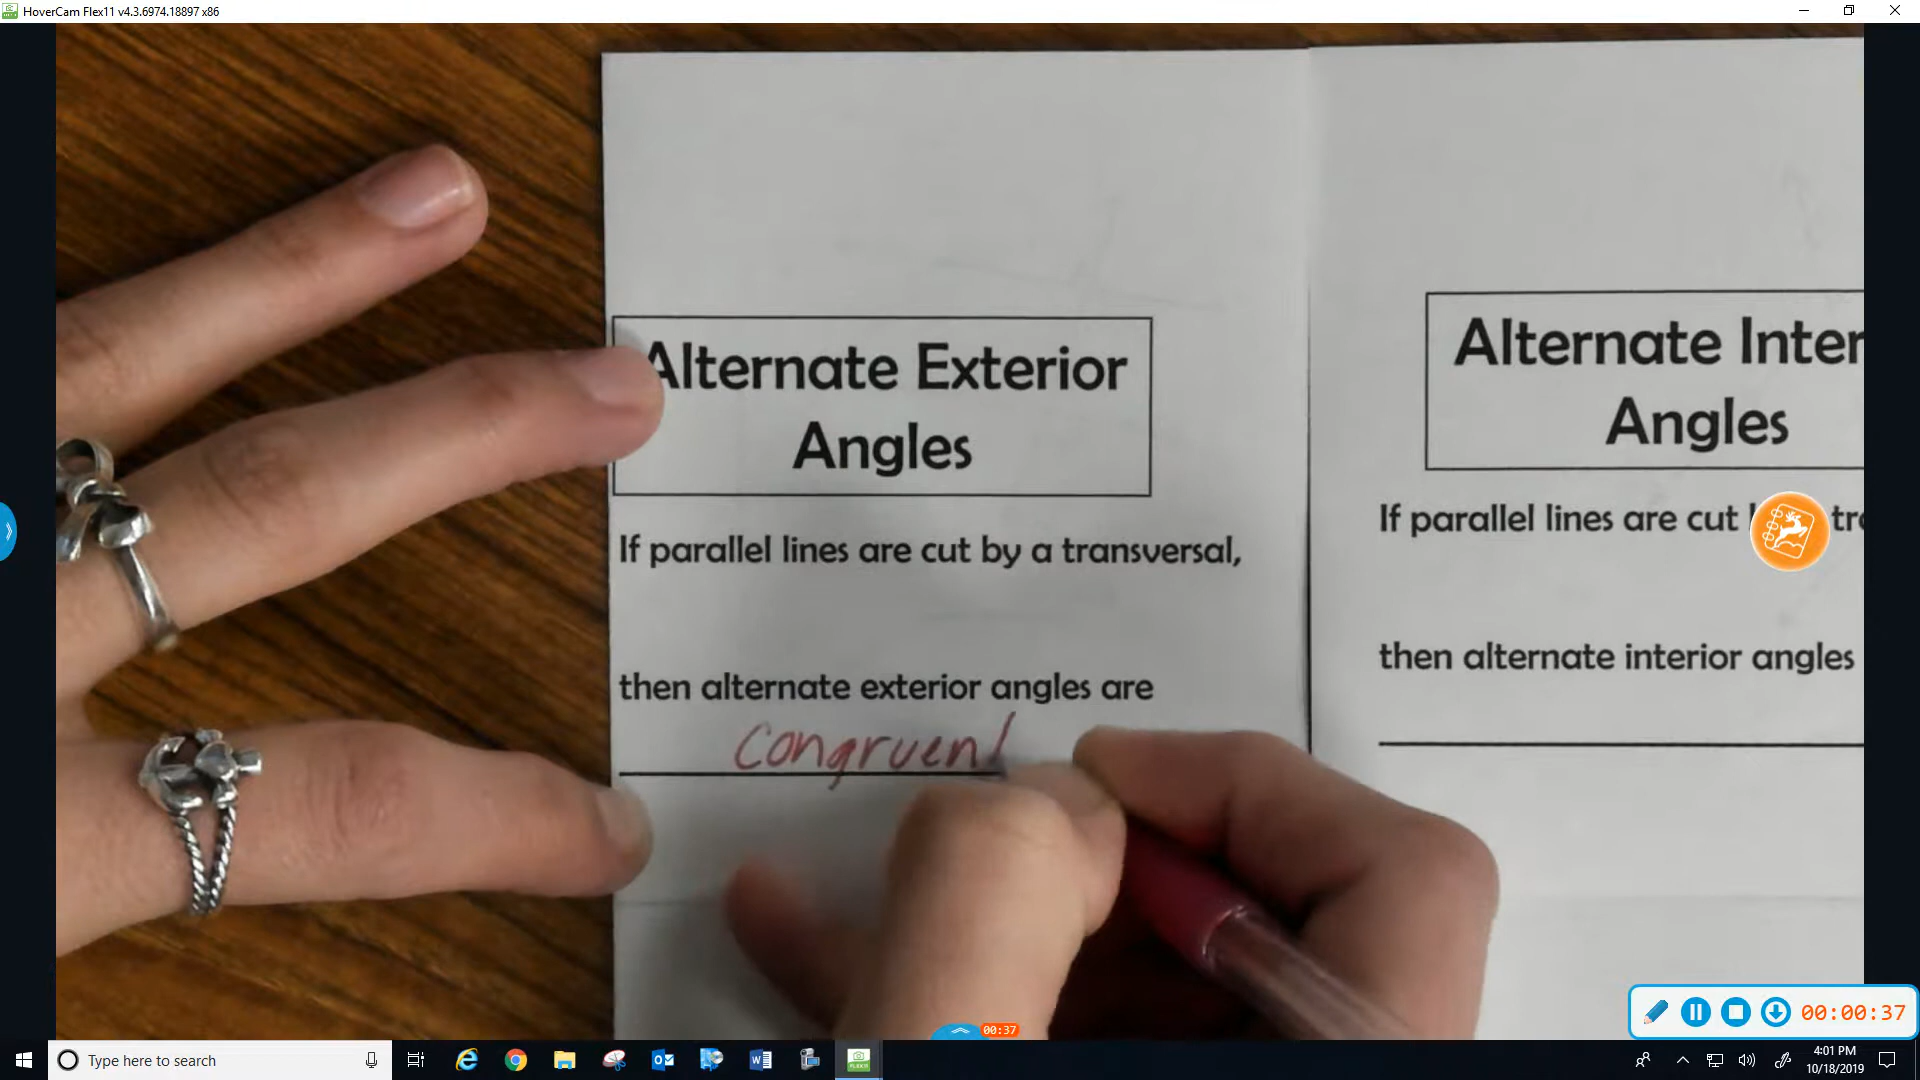 HoverCam Flex11 v4.3.6974.18897 x86
Alternate Exterior
Angles
If parallel lines are cut by a transversal,
then alternate exterior angles are
Congruent
Alternate Inter
Angles
If parallel lines are cut
then alternate interior angles
00:37
00:00:37
Type here to search
4:01 PM
10/18/2019